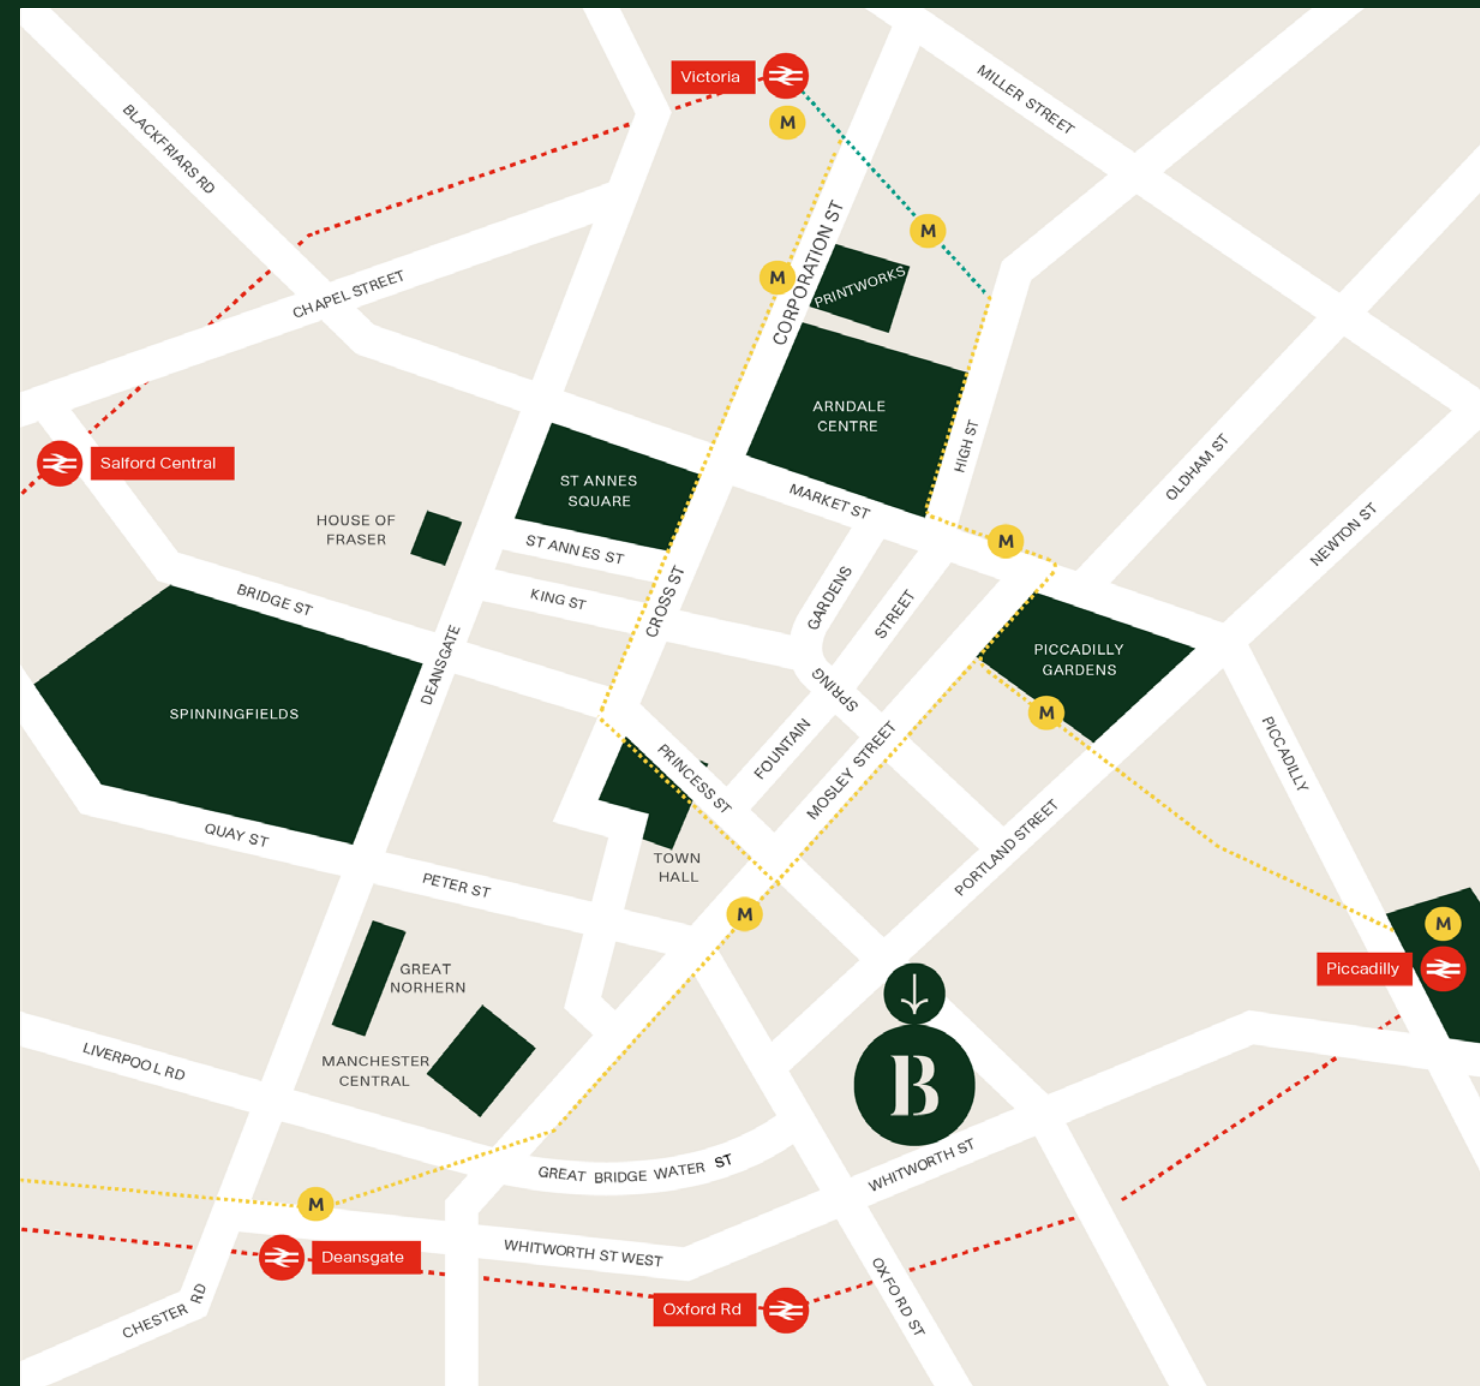 Victoria
M
MILLER STREET
BLACKFRIARS RD
M
CORPORATION ST
M
PRINTWORKS
CHAPEL STREET
ARNDALE
CENTRE
HIGH ST
OLDHAM ST
Salford Central
ST ANNES
SQUARE
MARKET ST
NEWTON ST
HOUSE OF
FRASER
ST ANNES ST
M
BRIDGE ST
KING ST
CROSS ST
GARDENS
STREET
DEANSGATE
PICCADILLY
GARDENS
SPRING
SPINNINGFIELDS
M
FOUNTAIN
MOSLEY STREET
PRINCESS ST
PICCADILLY
QUAY ST
PORTLAND STREET
TOWN
HALL
PETER ST
M
M
Piccadilly
GREAT
NORHERN
LIVERPOOL RD
MANCHESTER
CENTRAL
B
GREAT BRIDGE WATER ST
WHITWORTH ST
M
Deansgate
WHITWORTH ST WEST
OXFORD ST
CHESTER RD
Oxford Rd